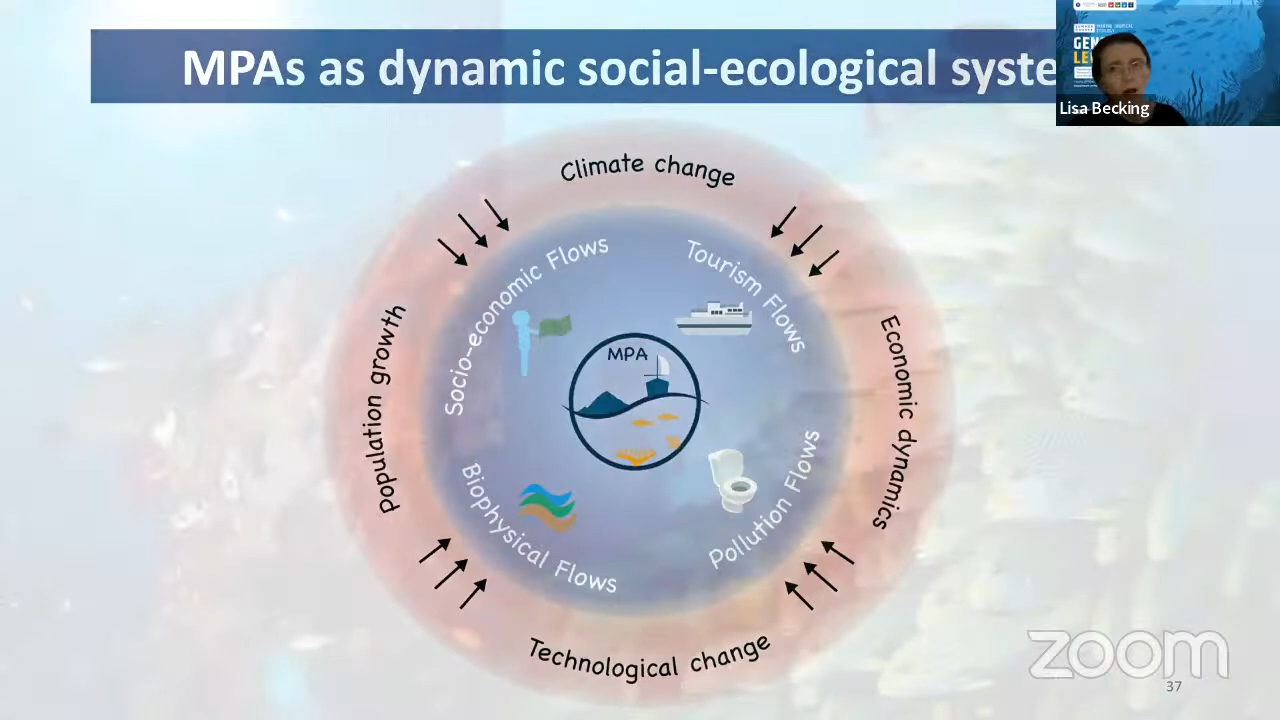 MPAs as dynamic social-ecological syste
Lisa Becking
Climate change
Socio-economic Flows
Tourism Flows
Population growth
MPA
Economic dynamics
Biophysical Flows
Pollution Flows
Technological change
zoom
37